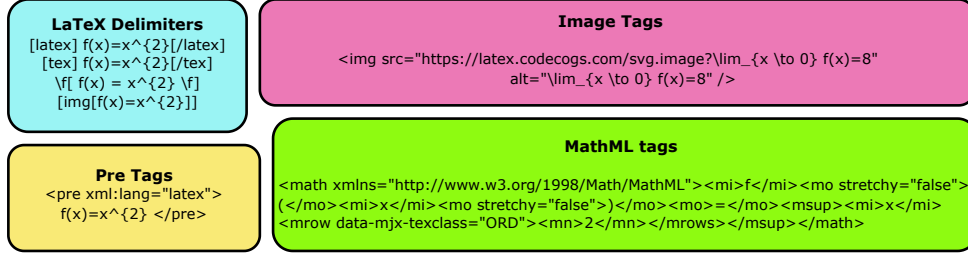 LaTeX Delimiters
[latex] f(x)=x^{2}[/latex]
[tex] f(x)=x^{2}[/tex]
\f[ f(x) = x^{2} \f]
[img[f(x)=x^{2}]]
Image Tags
<img src="https://latex.codecogs.com/svg.image?\lim_{x \to 0} f(x)=8"
alt="\lim_{x \to 0} f(x)=8" />
Pre Tags
<pre xml:lang="latex">
f(x)=x^{2} </pre>
MathML tags
<math xmlns="http://www.w3.org/1998/Math/MathML"><mi>f</mi><mo stretchy="false">
(</mo><mi>x</mi><mo stretchy="false">)</mo><mo>=</mo><msup><mi>x</mi>
<mrow data-mjx-texclass="ORD"><mn>2</mn></mrows></msup></math>